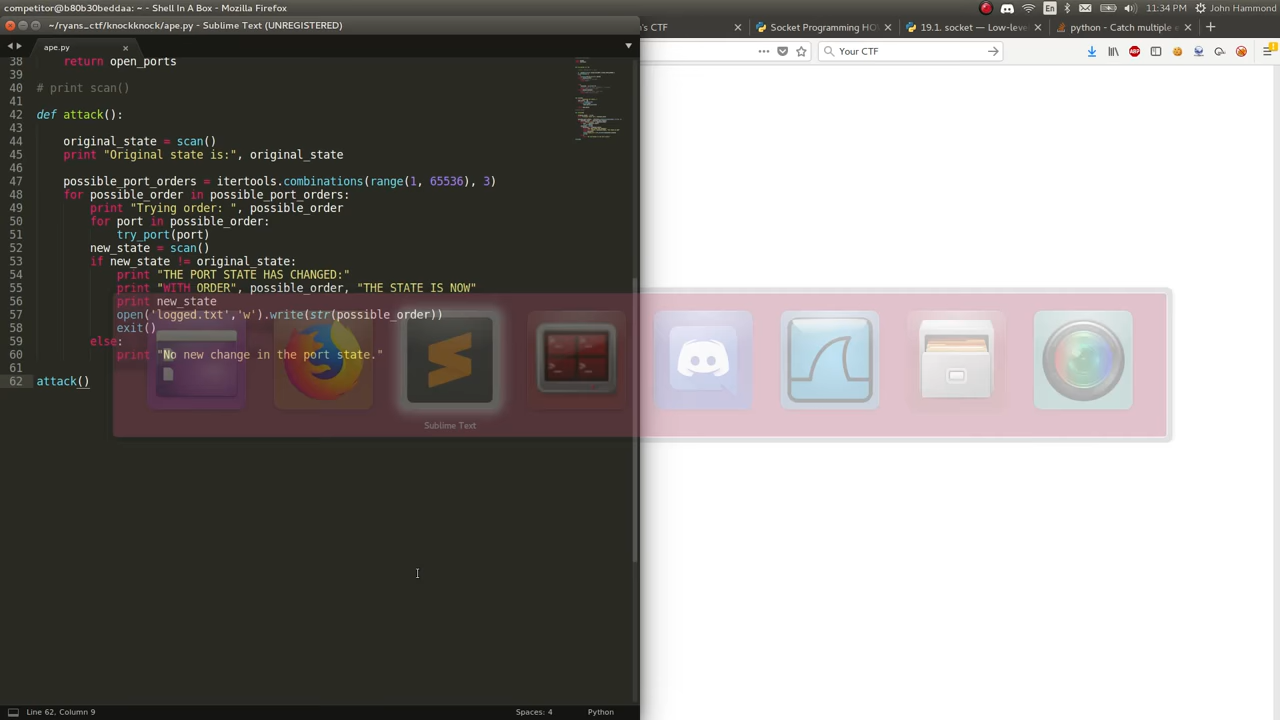 competitor@b80b30beddaa: ~ - Shell In A Box - Mozilla Firefox
En
11:34 PM
John Hammond
~/ryans_ctf/knockknock/ape.py - Sublime Text (UNREGISTERED)
's CTF
Socket Programming HO
19.1. socket — Low-leve
python - Catch multiple e
ape.py
Your CTF
38 return open_ports
39
40 # print scan()
41
42 def attack():
43
44 original_state = scan()
45 print "Original state is:", original_state
46
47 possible_port_orders = itertools.combinations(range(1, 65536), 3)
48 for possible_order in possible_port_orders:
49 print "Trying order: ", possible_order
50 for port in possible_order:
51 try_port(port)
52 new_state = scan()
53 if new_state != original_state:
54 print "THE PORT STATE HAS CHANGED:"
55 print "WITH ORDER", possible_order, "THE STATE IS NOW"
56 print new_state
57 open('logged.txt','w').write(str(possible_order))
58 exit()
59 else:
60 print "No new change in the port state."
61
62 attack()
Sublime Text
Line 62, Column 9
Spaces: 4
Python